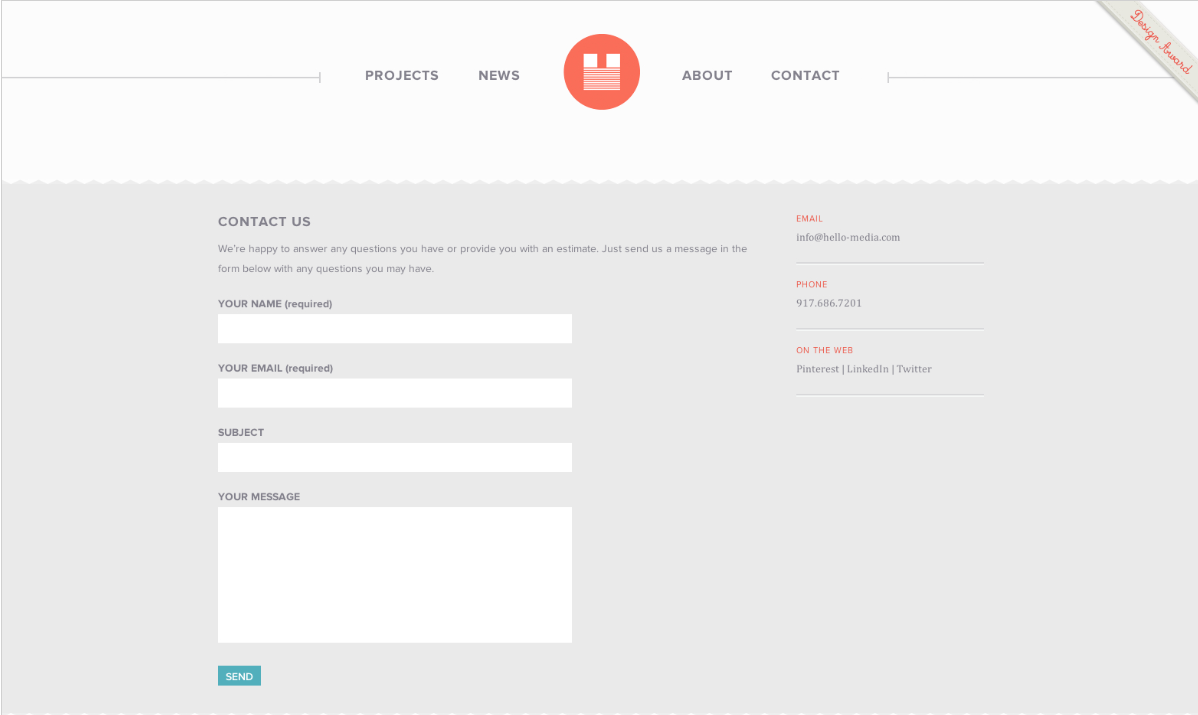 Design Award
PROJECTS
NEWS
ABOUT
CONTACT
CONTACT US
We're happy to answer any questions you have or provide you with an estimate. Just send us a message in the
form below with any questions you may have.
YOUR NAME (required)
YOUR EMAIL (required)
SUBJECT
YOUR MESSAGE
SEND
EMAIL
info@hello-media.com
PHONE
917.686.7201
ON THE WEB
Pinterest | LinkedIn | Twitter